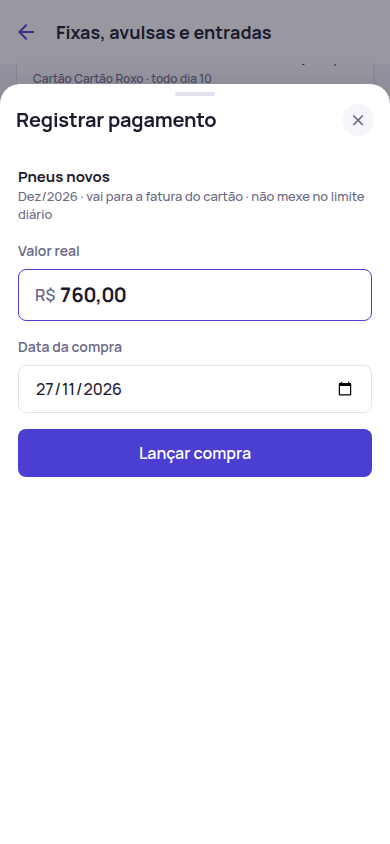 Fixas, avulsas e entradas
Cartão Cartão Roxo · todo dia 10
Registrar pagamento
Pneus novos
Dez/2026 · vai para a fatura do cartão · não mexe no limite
diário
Valor real
R$ 760,00
Data da compra
27/11/2026
Lançar compra